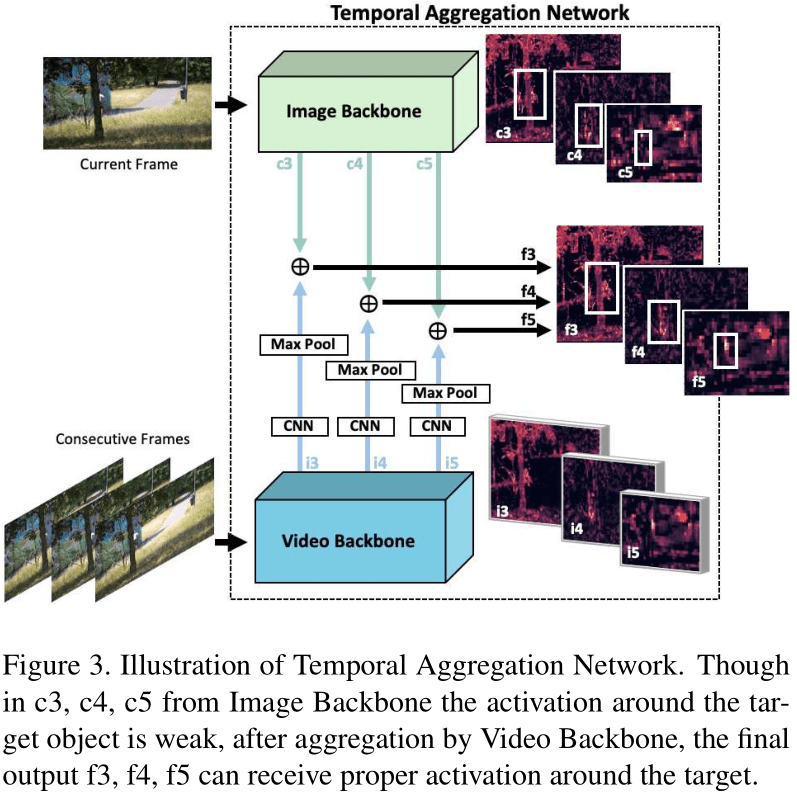 Temporal Aggregation Network
Image Backbone
Current Frame
c3
c4
c5
c3 c4 c5
f3
f4
f5
f3
f4
f5
Max Pool
Max Pool
Max Pool
CNN CNN CNN
Consecutive Frames
i3 i4 i5
Video Backbone
i3
i4
i5
Figure 3. Illustration of Temporal Aggregation Network. Though
in c3, c4, c5 from Image Backbone the activation around the tar-
get object is weak, after aggregation by Video Backbone, the final
output f3, f4, f5 can receive proper activation around the target.